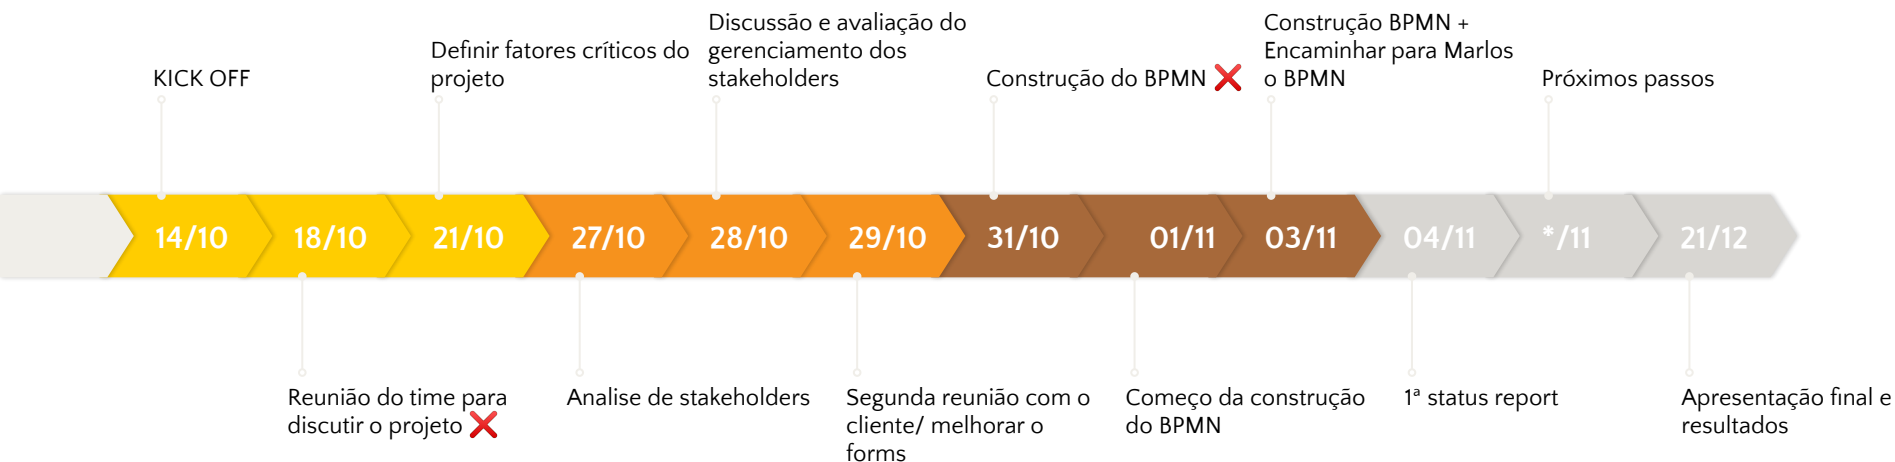 KICK OFF
Definir fatores críticos do
projeto
Discussão e avaliação do
gerenciamento dos
stakeholders
Construção do BPMN ❌
Construção BPMN +
Encaminhar para Marlos
o BPMN
Próximos passos
14/10
18/10
21/10
27/10
28/10
29/10
31/10
01/11
03/11
04/11
*/11
21/12
Reunião do time para
discutir o projeto ❌
Analise de stakeholders
Segunda reunião com o
cliente/ melhorar o
forms
Começo da construção
do BPMN
1ª status report
Apresentação final e
resultados